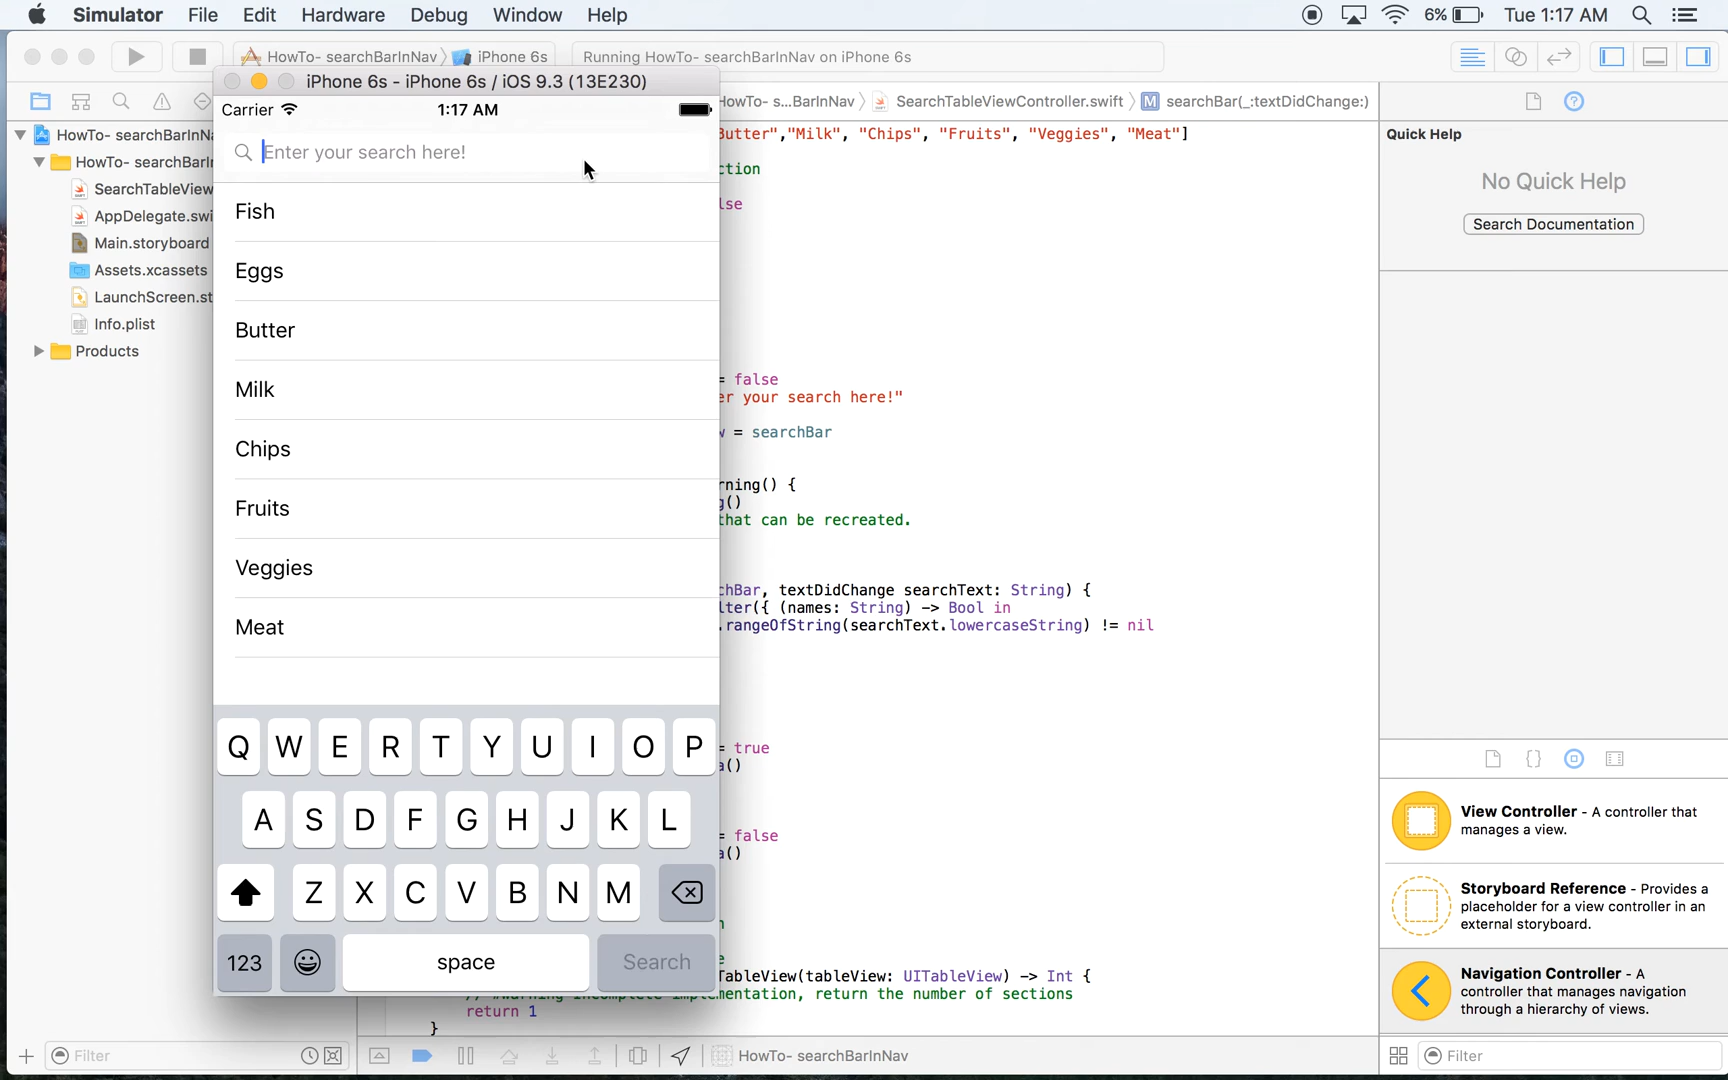 Simulator File Edit Hardware Debug Window Help 6% Tue 1:17 AM
HowTo- searchBarInNav iPhone 6s Running HowTo- searchBarInNav on iPhone 6s
iPhone 6s - iPhone 6s / iOS 9.3 (13E230)
Carrier 1:17 AM
HowTo- s...BarInNav SearchTableViewController.swift M searchBar(_:textDidChange:)
HowTo- searchBarInNa
HowTo- searchBarIn
SearchTableView
AppDelegate.swi
Main.storyboard
Assets.xcassets
LaunchScreen.st
Info.plist
Products
Enter your search here!
Fish
Eggs
Butter
Milk
Chips
Fruits
Veggies
Meat
Q W E R T Y U I O P
A S D F G H J K L
Z X C V B N M
123 space Search
Butter","Milk", "Chips", "Fruits", "Veggies", "Meat"]
ction
lse
= false
er your search here!"
w = searchBar
rning() {
g()
that can be recreated.
chBar, textDidChange searchText: String) {
lter({ (names: String) -> Bool in
.rangeOfString(searchText.lowercaseString) != nil
= true
a()
= false
a()
n
e
TableView(tableView: UITableView) -> Int {
// #warning Incomplete implementation, return the number of sections
return 1
}
Quick Help
No Quick Help
Search Documentation
{}
View Controller - A controller that
manages a view.
Storyboard Reference - Provides a
placeholder for a view controller in an
external storyboard.
Navigation Controller - A
controller that manages navigation
through a hierarchy of views.
Filter
HowTo- searchBarInNav
Filter